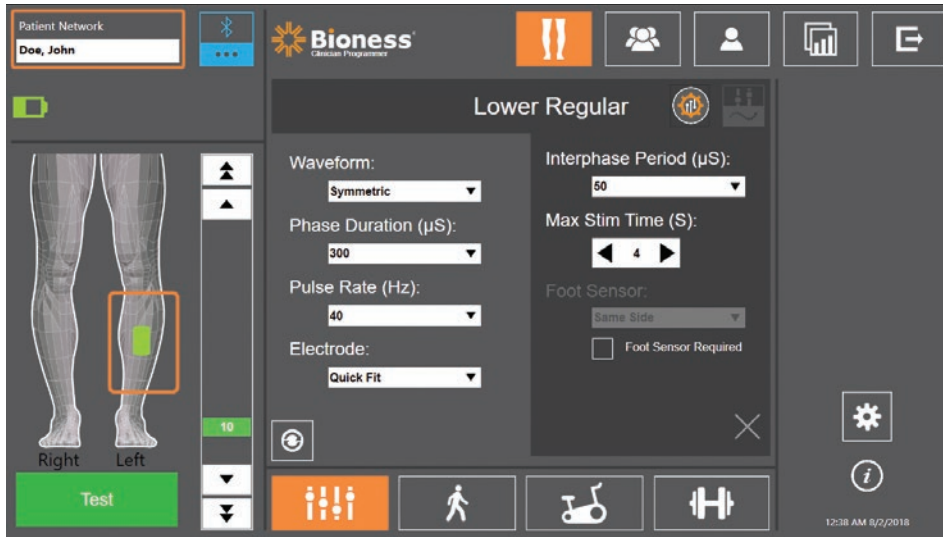 Patient Network
Doe, John
Bioness
Clinician Programmer
Lower Regular
Waveform:
Symmetric
Phase Duration (µS):
300
Pulse Rate (Hz):
40
Electrode:
Quick Fit
Interphase Period (µS):
50
Max Stim Time (S):
4
Foot Sensor:
Same Side
Foot Sensor Required
10
Right Left
Test
i
12:38 AM 8/2/2018